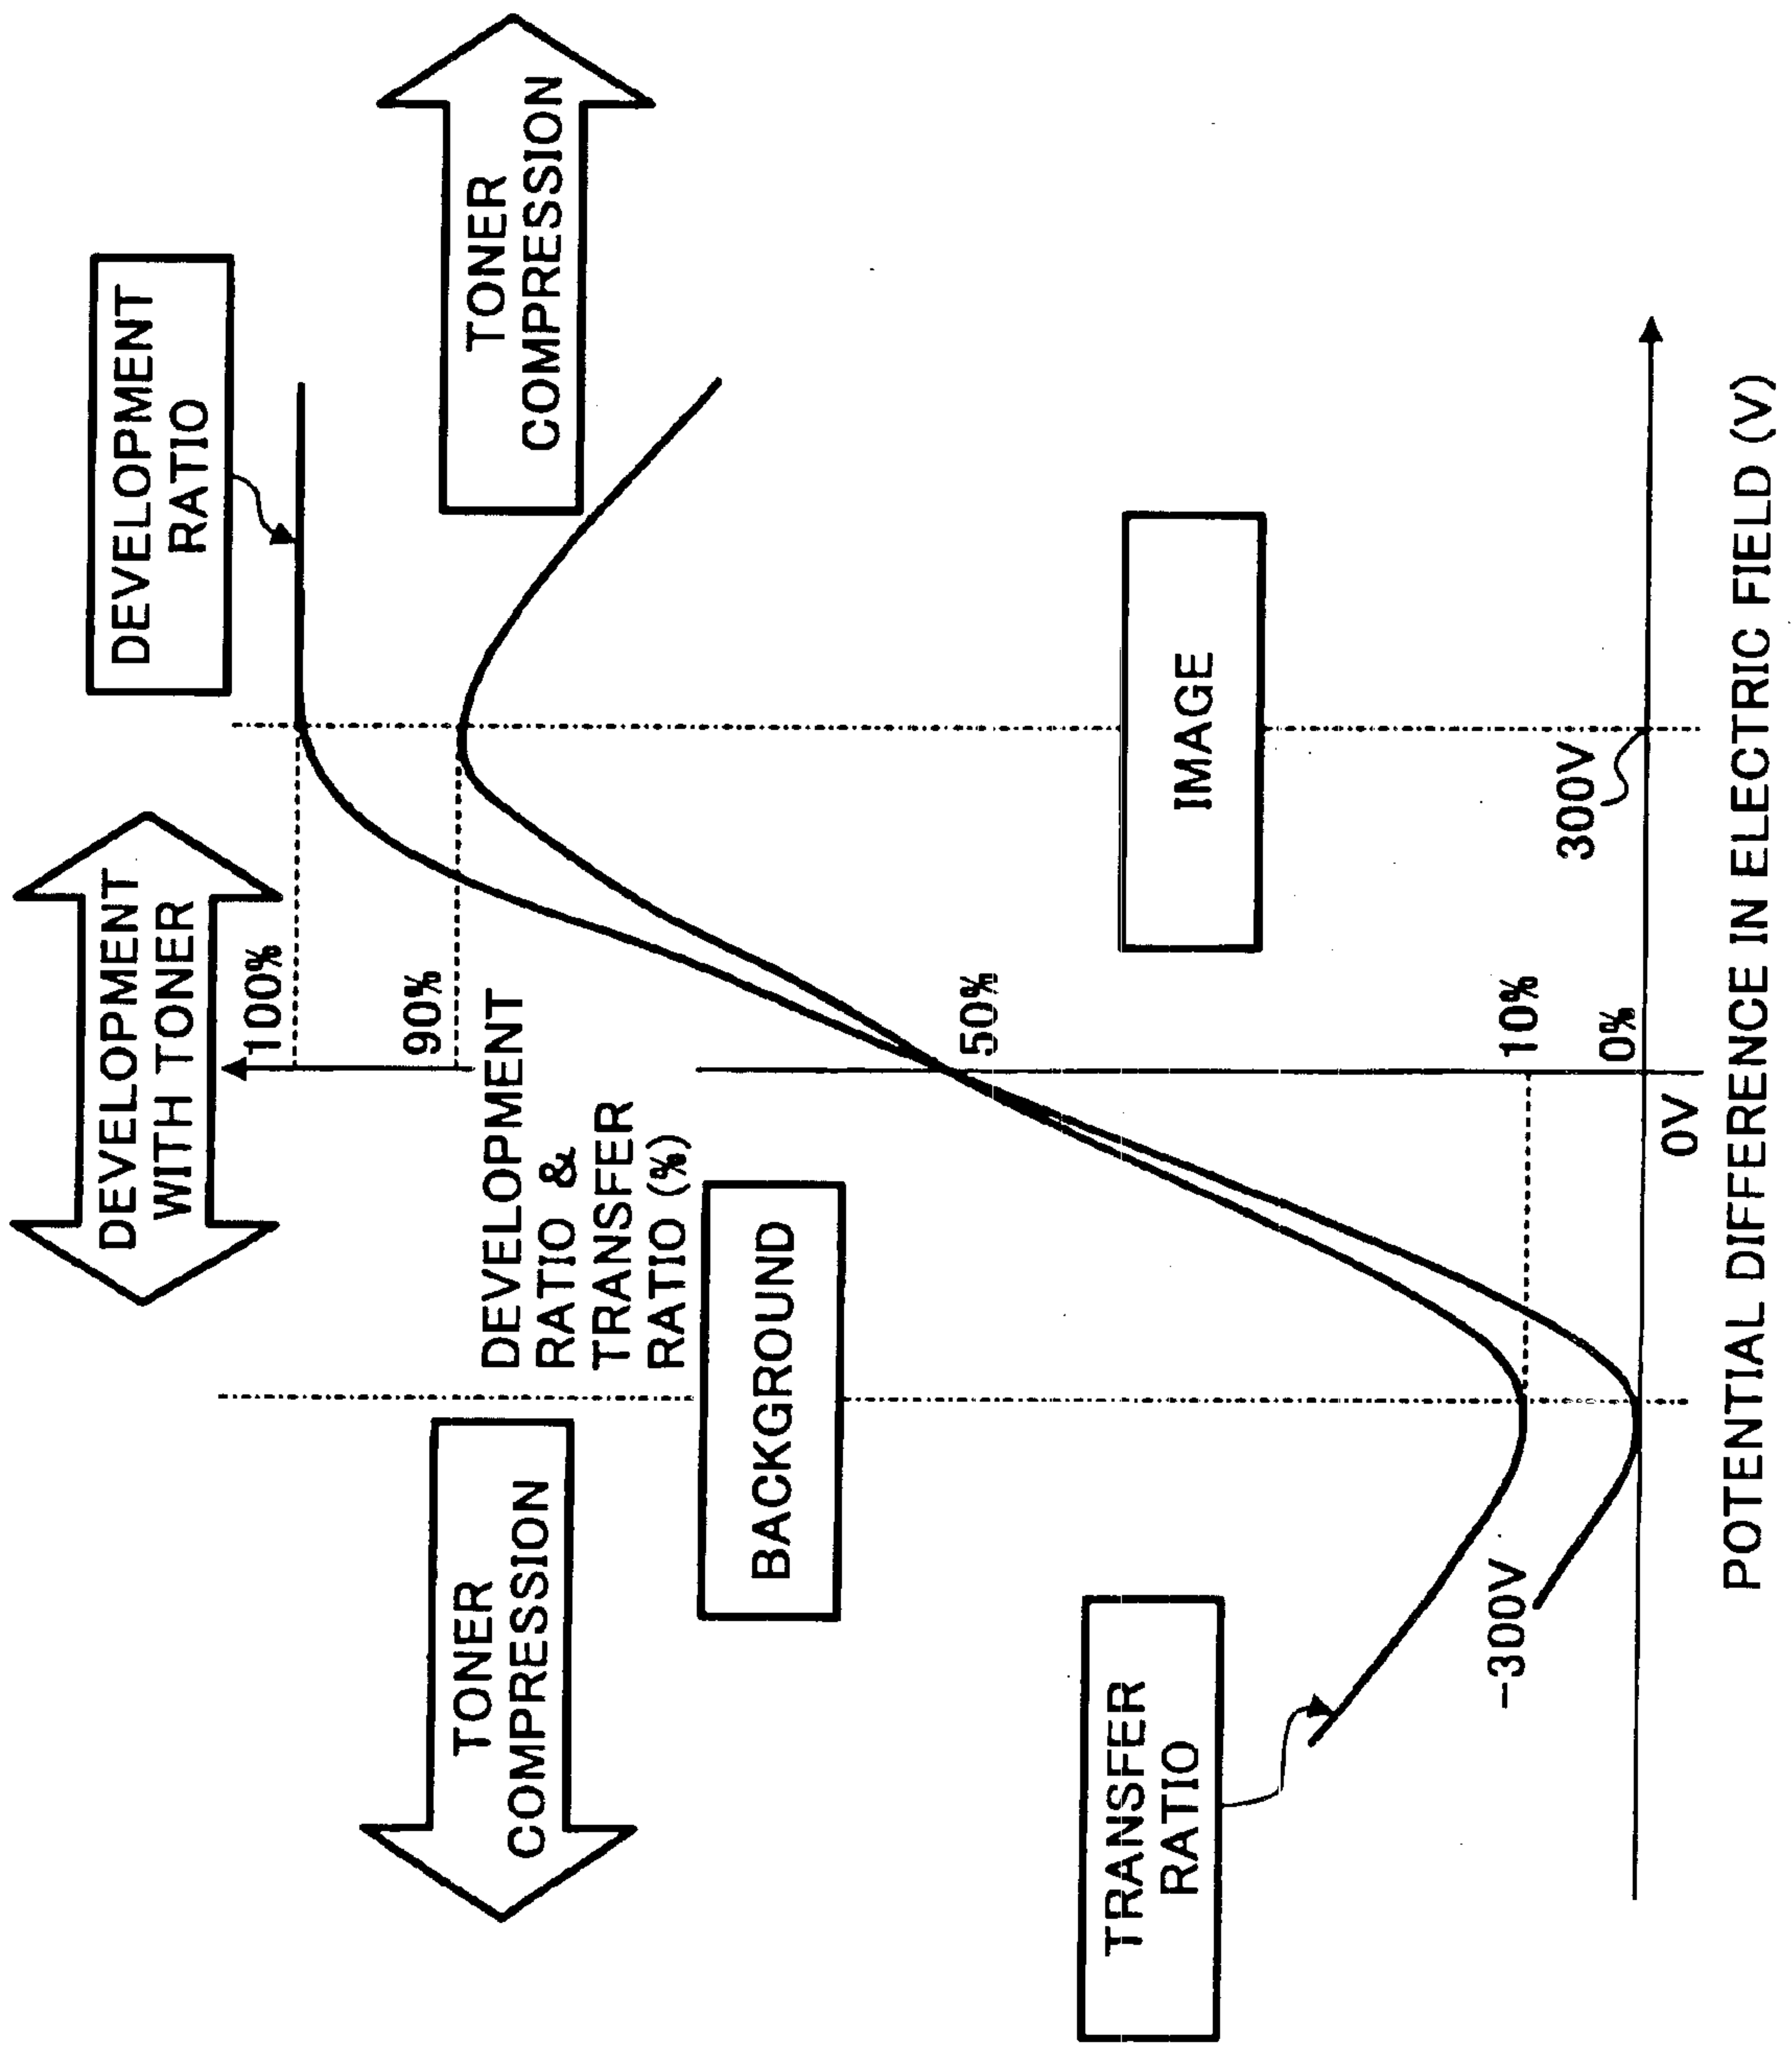 DEVELOPMENT
WITH TONER
DEVELOPMENT
RATIO
TONER
COMPRESSION
TONER
COMPRESSION
100%
90%
DEVELOPMENT
RATIO &
TRANSFER
RATIO (%)
BACKGROUND
50%
IMAGE
TRANSFER
RATIO
-300V
10%
0%
300V
0V
POTENTIAL DIFFERENCE IN ELECTRIC FIELD (V)